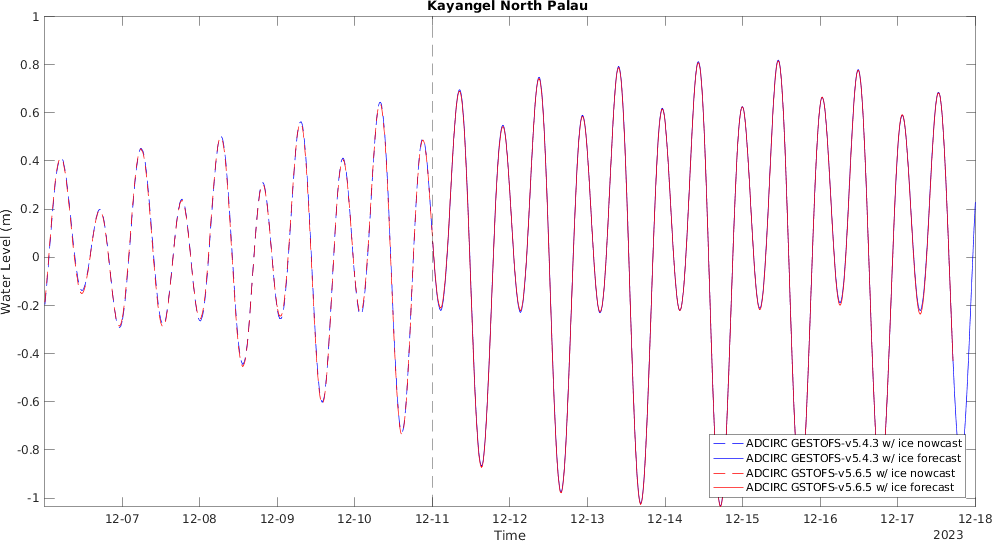 Kayangel North Palau
1
0.8
0.6
0.4
0.2
0
-0.2
-0.4
-0.6
-0.8
-1
Water Level (m)
ADCIRC GESTOFS-v5.4.3 w/ ice nowcast
ADCIRC GESTOFS-v5.4.3 w/ ice forecast
ADCIRC GSTOFS-v5.6.5 w/ ice nowcast
ADCIRC GSTOFS-v5.6.5 w/ ice forecast
12-07 12-08 12-09 12-10 12-11 12-12 12-13 12-14 12-15 12-16 12-17 12-18
Time
2023